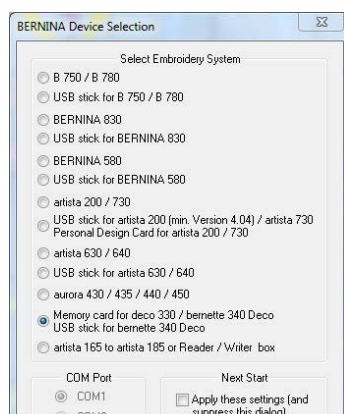 BERNINA Device Selection
Select Embroidery System
B 750 / B 780
USB stick for B 750 / B 780
BERNINA 830
USB stick for BERNINA 830
BERNINA 580
USB stick for BERNINA 580
artista 200 / 730
USB stick for artista 200 (min. Version 4.04) / artista 730
Personal Design Card for artista 200 / 730
artista 630 / 640
USB stick for artista 630 / 640
aurora 430 / 435 / 440 / 450
Memory card for deco 330 / bernette 340 Deco
USB stick for bernette 340 Deco
artista 165 to artista 185 or Reader / Writer box
COM Port
Next Start
COM1
Apply these settings (and
suppress this dialog)